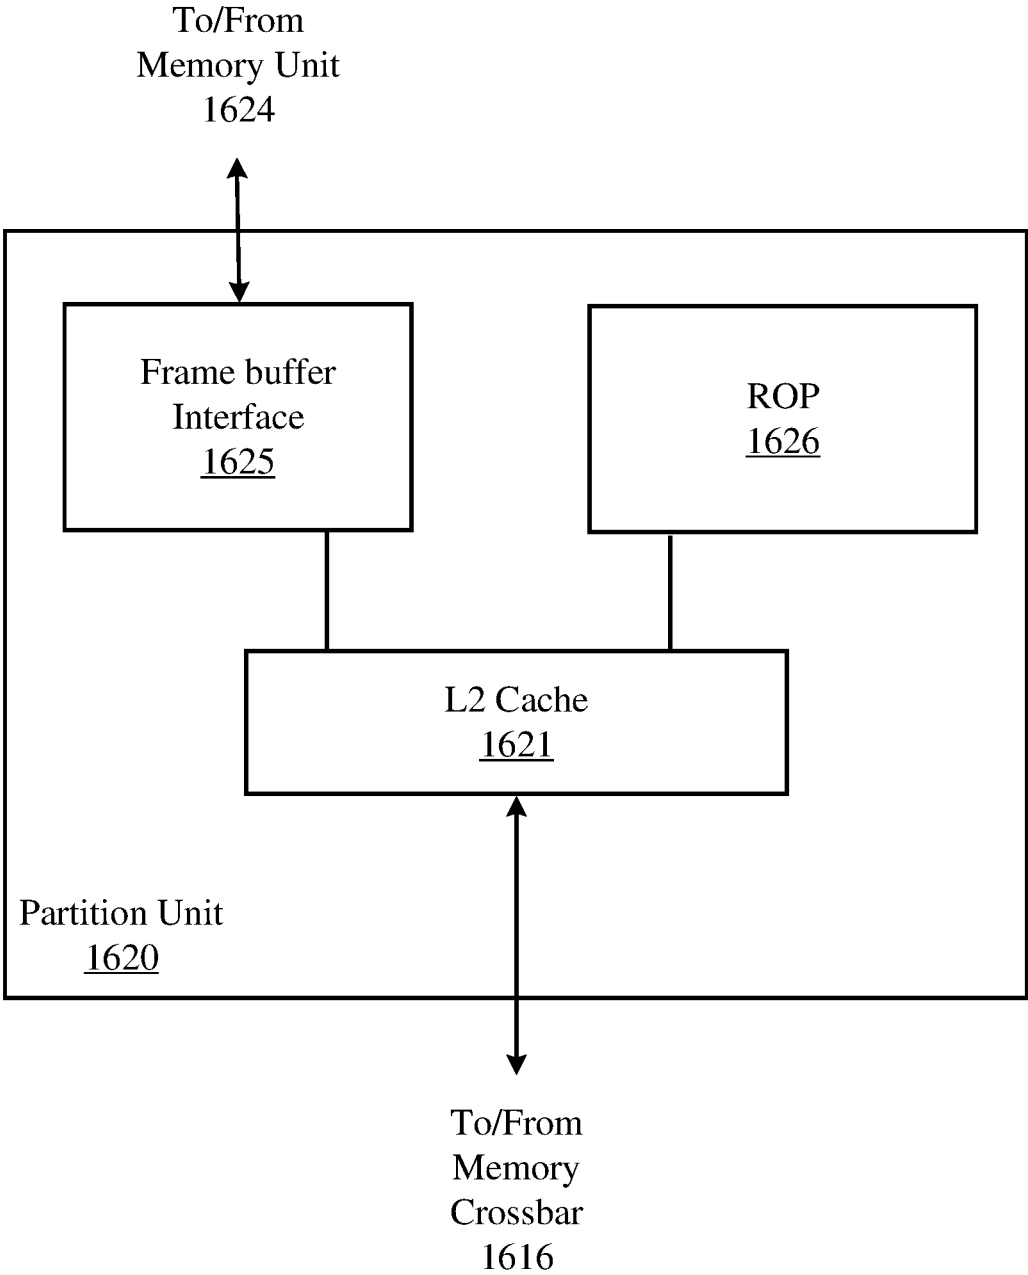 To/From
Memory Unit
1624
Frame buffer
Interface
1625
ROP
1626
L2 Cache
1621
Partition Unit
1620
To/From
Memory
Crossbar
1616